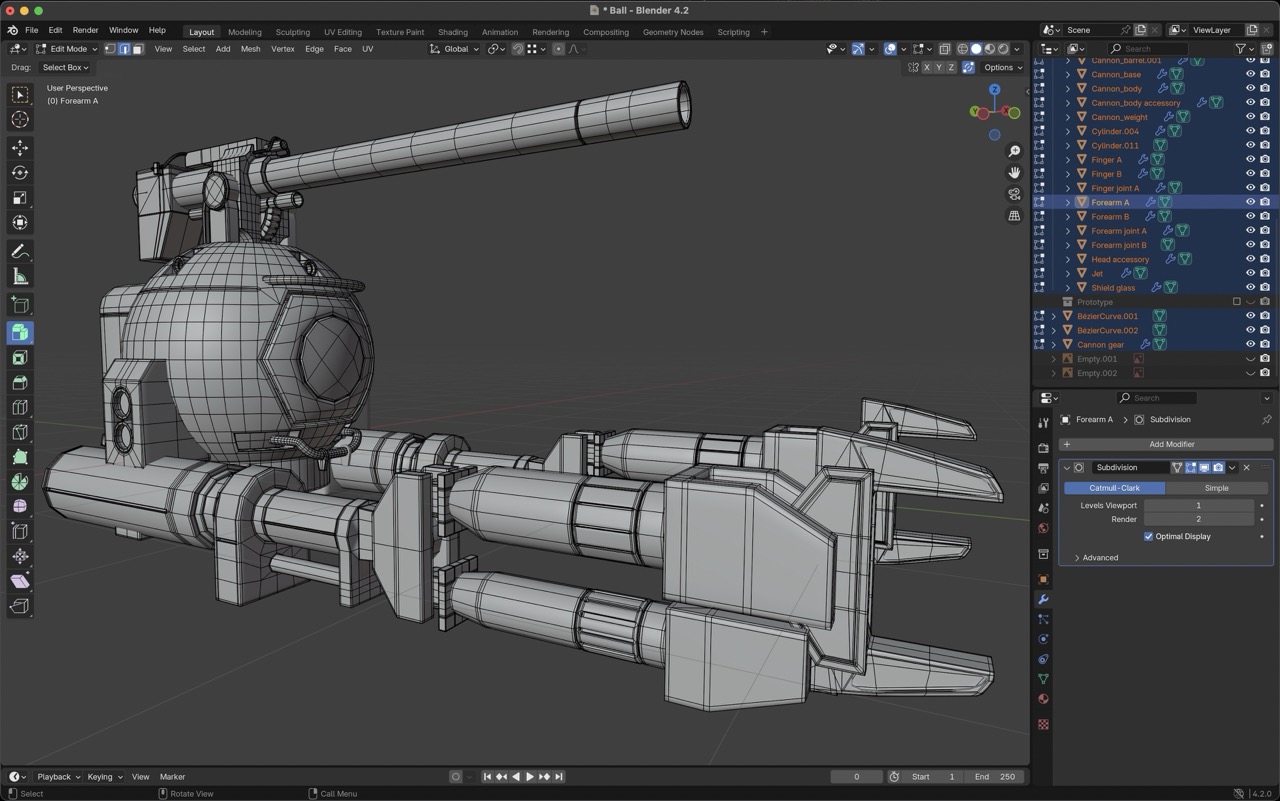 * Ball - Blender 4.2
File Edit Render Window Help Layout Modeling Sculpting UV Editing Texture Paint Shading Animation Rendering Compositing Geometry Nodes Scripting + Scene ViewLayer
Edit Mode View Select Add Mesh Vertex Edge Face UV Global Search
Drag: Select Box X Y Z Options
User Perspective
(0) Forearm A
Z
Y
X
Cannon_barrel.001
Cannon_base
Cannon_body
Cannon_body accessory
Cannon_weight
Cylinder.004
Cylinder.011
Finger A
Finger B
Finger joint A
Forearm A
Forearm B
Forearm joint A
Forearm joint B
Head accessory
Jet
Shield glass
Prototype
BézierCurve.001
BézierCurve.002
Cannon gear
Empty.001
Empty.002
Search
Forearm A Subdivision
+ Add Modifier
Subdivision
Catmull-Clark Simple
Levels Viewport 1
Render 2
Optimal Display
Advanced
Playback Keying View Marker 0 Start 1 End 250
Select Rotate View Call Menu 4.2.0